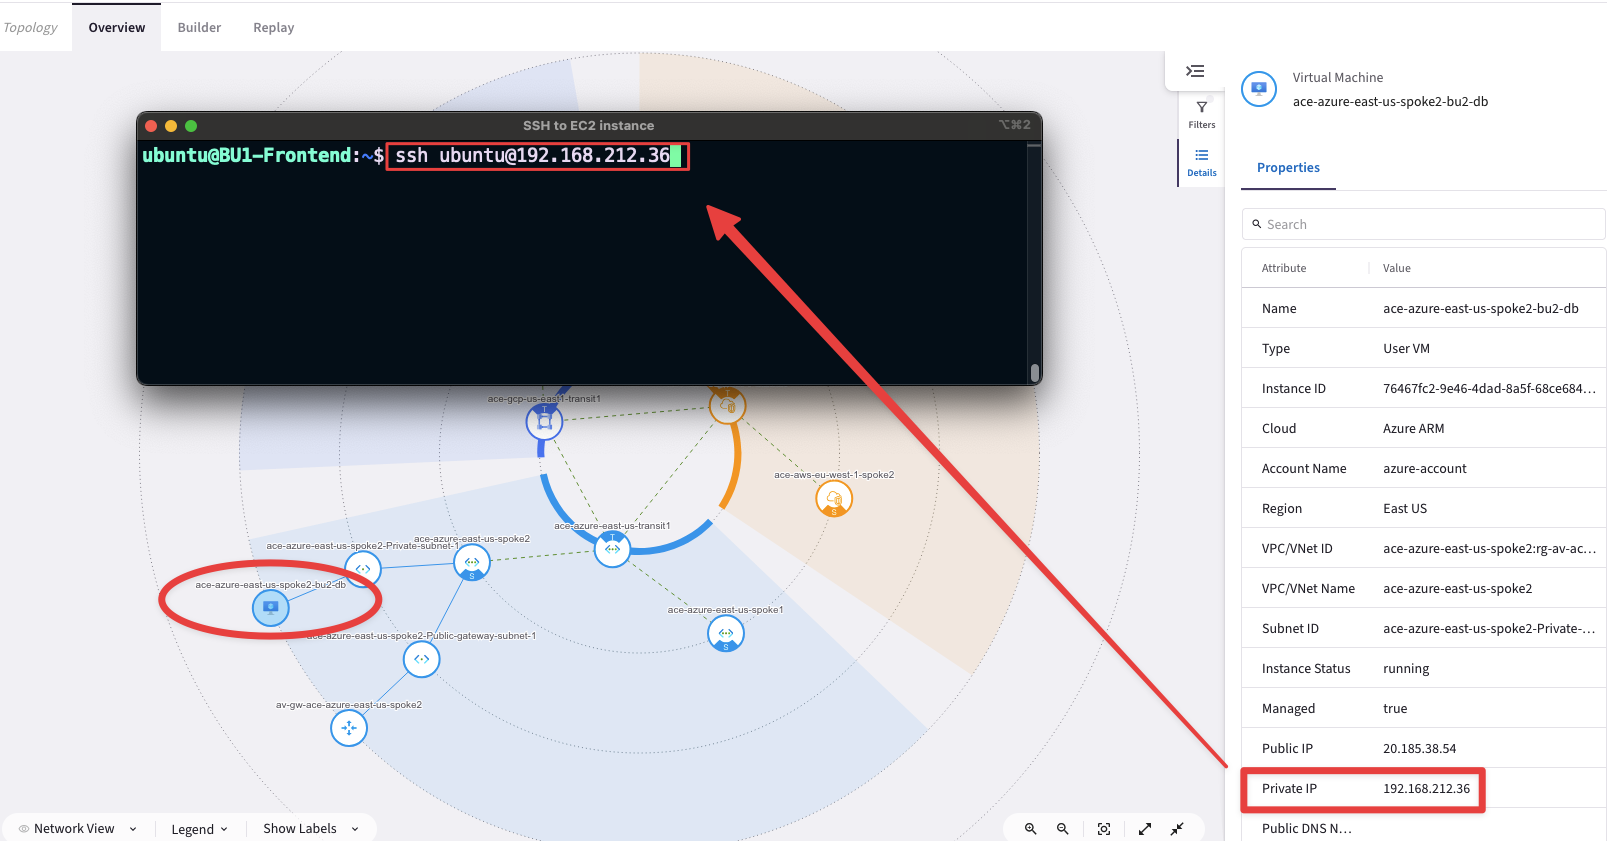 Topology
Overview
Builder
Replay
SSH to EC2 instance
⌥⌘2
ubuntu@BU1-Frontend:~$ ssh ubuntu@192.168.212.36
ace-gcp-us-east1-transit1
T
T
ace-aws-eu-west-1-spoke2
S
ace-azure-east-us-transit1
T
ace-azure-east-us-spoke2
S
ace-azure-east-us-spoke2-Private-subnet-1
ace-azure-east-us-spoke2-bu2-db
ace-azure-east-us-spoke1
S
ace-azure-east-us-spoke2-Public-gateway-subnet-1
av-gw-ace-azure-east-us-spoke2
Network View
Legend
Show Labels
Filters
Details
Virtual Machine
ace-azure-east-us-spoke2-bu2-db
Properties
Search
Attribute Value
Name ace-azure-east-us-spoke2-bu2-db
Type User VM
Instance ID 76467fc2-9e46-4dad-8a5f-68ce684...
Cloud Azure ARM
Account Name azure-account
Region East US
VPC/VNet ID ace-azure-east-us-spoke2:rg-av-ac...
VPC/VNet Name ace-azure-east-us-spoke2
Subnet ID ace-azure-east-us-spoke2-Private-...
Instance Status running
Managed true
Public IP 20.185.38.54
Private IP 192.168.212.36
Public DNS N...